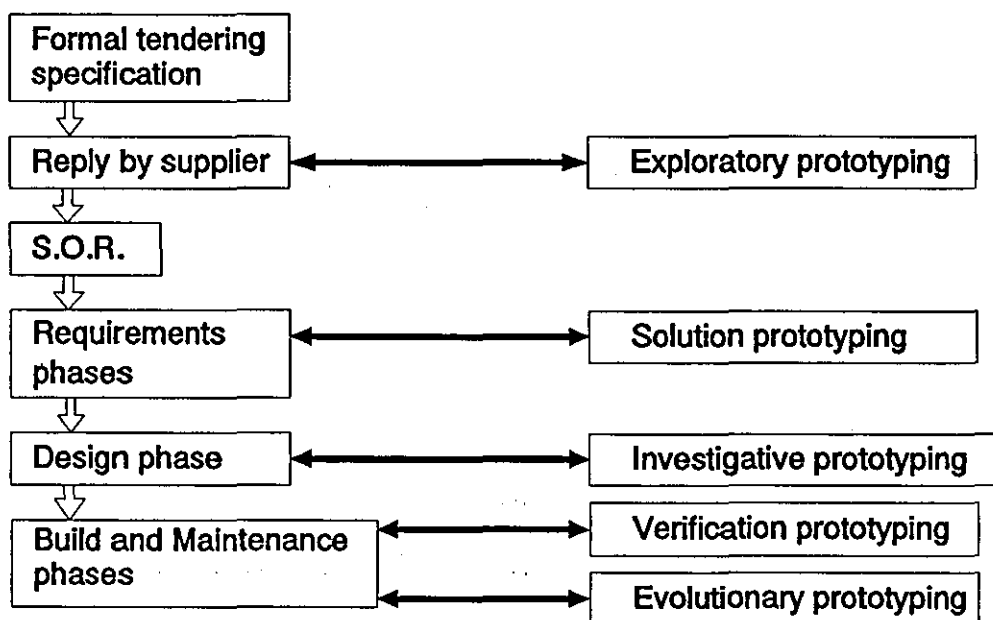 Formal tendering
specification
Reply by supplier
Exploratory prototyping
S.O.R.
Requirements
phases
Solution prototyping
Design phase
Investigative prototyping
Build and Maintenance
phases
Verification prototyping
Evolutionary prototyping